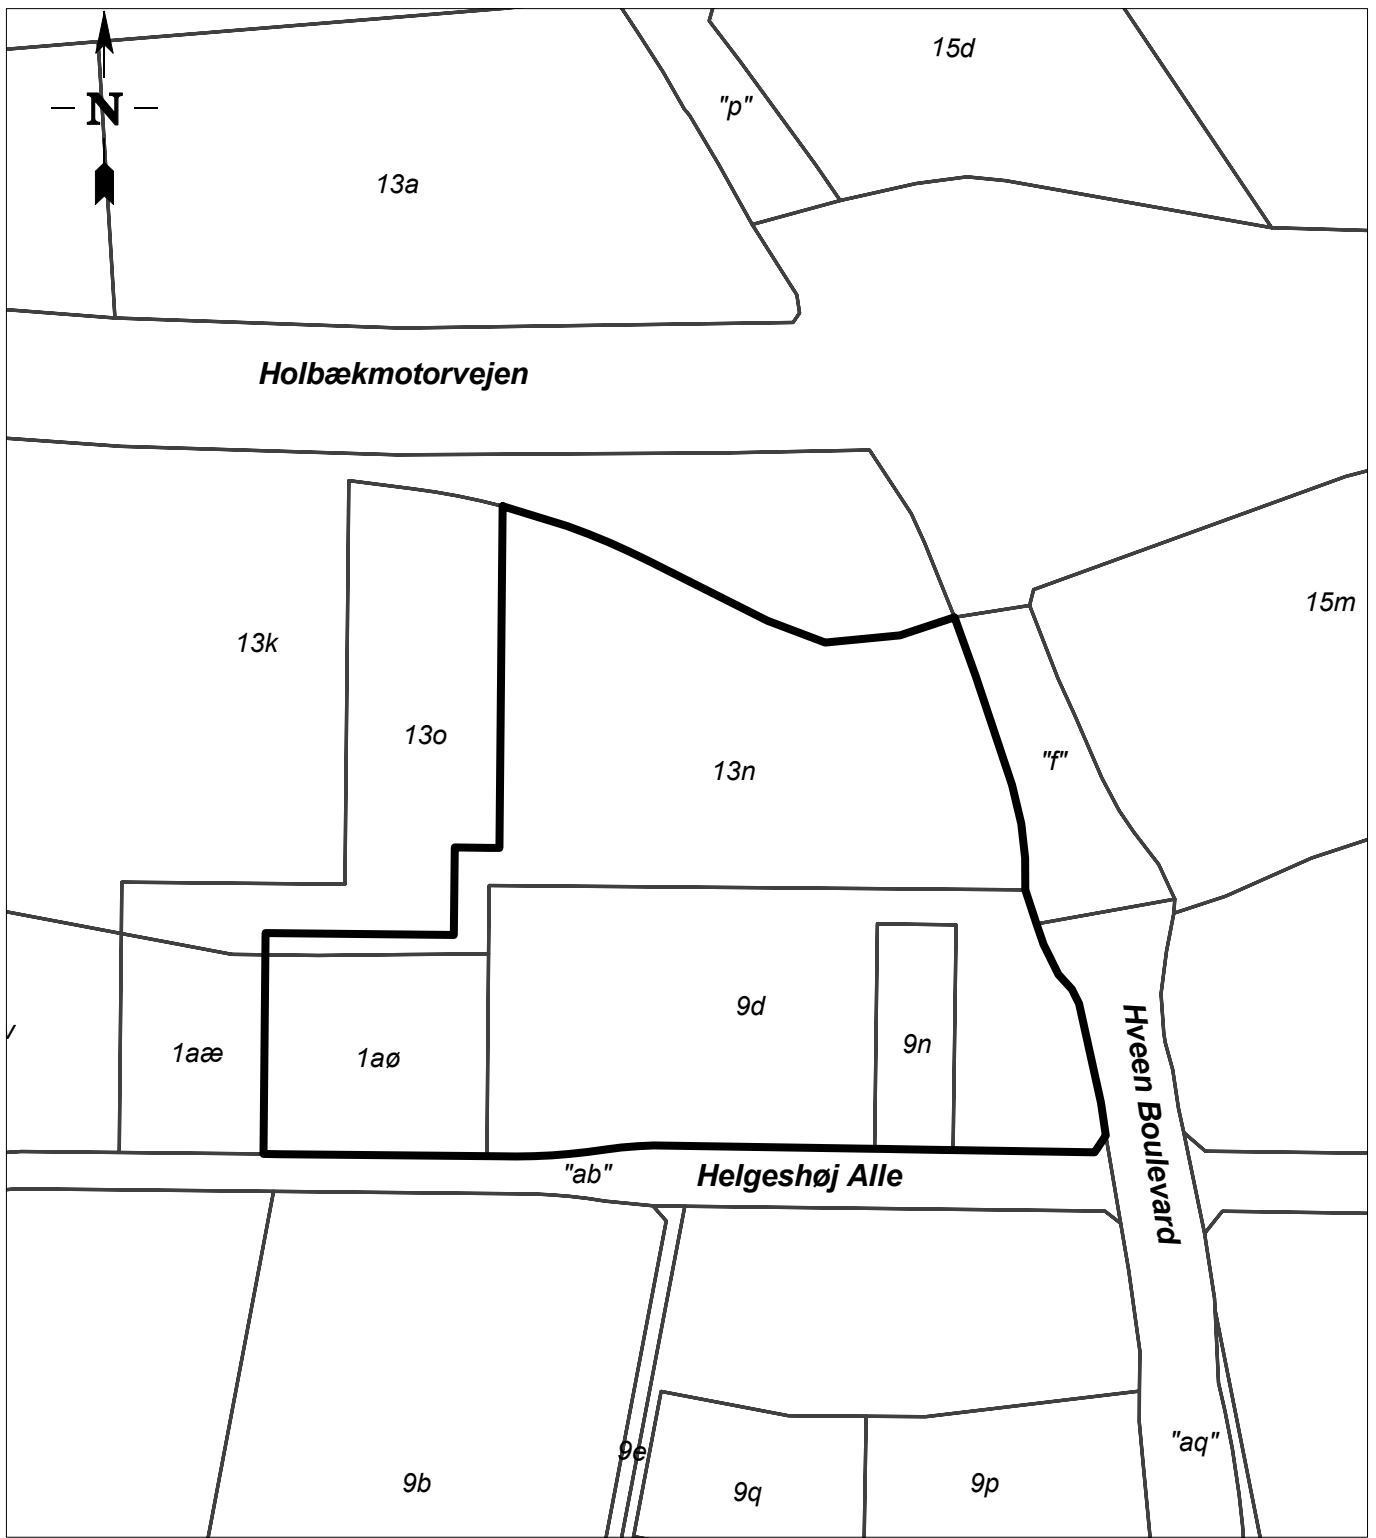 15d
"p"
N
13a
Holbækmotorvejen
15m
13k
13o
13n
"f"
9d
9n
1aæ
1aø
Hveen Boulevard
"ab"
Helgeshøj Alle
"aq"
9e
9b
9q
9p